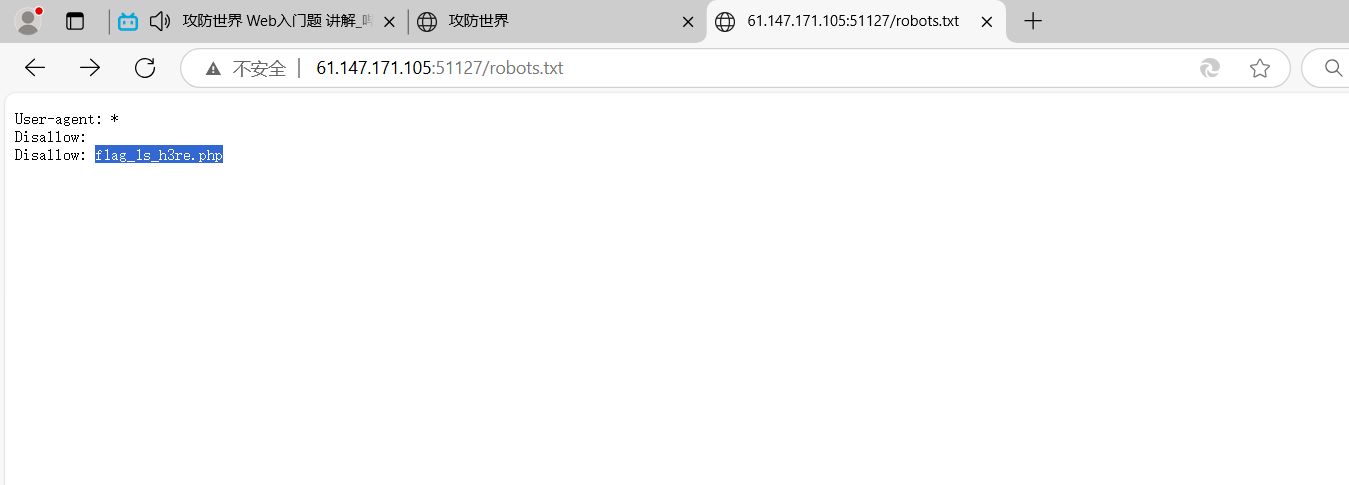 攻防世界 Web入门题 讲解_
攻防世界
61.147.171.105:51127/robots.txt
不安全 | 61.147.171.105:51127/robots.txt
User-agent: *
Disallow:
Disallow: f1ag_1s_h3re.php